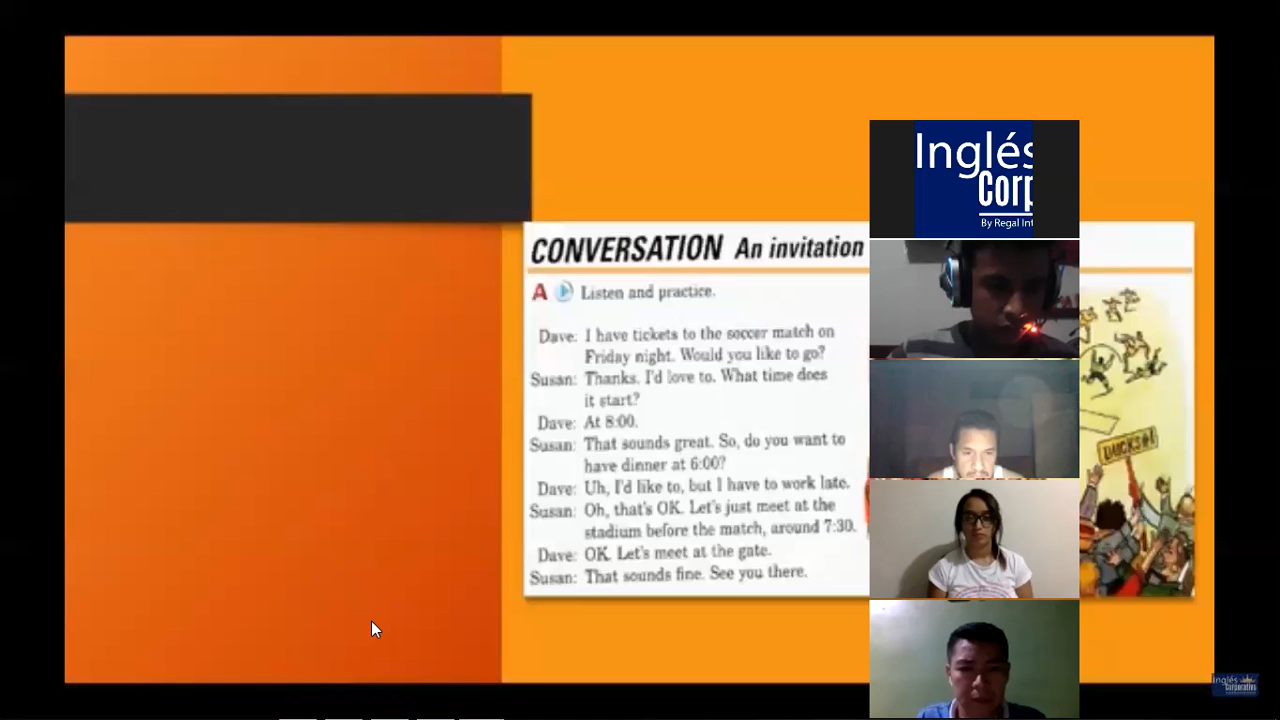 Inglés
Corp
By Regal Int
CONVERSATION An invitation
A Listen and practice.
Dave: I have tickets to the soccer match on
Friday night. Would you like to go?
Susan: Thanks. I'd love to. What time does
it start?
Dave: At 8:00.
Susan: That sounds great. So, do you want to
have dinner at 6:00?
Dave: Uh, I'd like to, but I have to work late.
Susan: Oh, that's OK. Let's just meet at the
stadium before the match, around 7:30.
Dave: OK. Let's meet at the gate.
Susan: That sounds fine. See you there.
Inglés
Corporativo